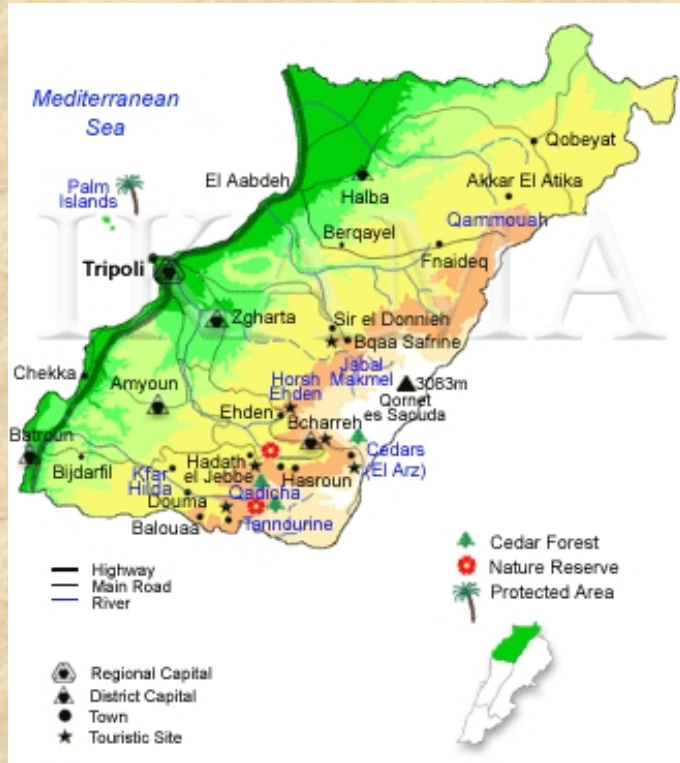 Mediterranean
Sea
Palm
Islands
El Aabdeh
Halba
Qobeyat
Akkar El Atika
Qammouah
Berqayel
Fnaideq
IKAMA
Tripoli
Zgharta
Sir el Donnieh
Bqaa Safrine
Jabal
Makmel
3083m
Qornet
es Saouda
Chekka
Amyoun
Horsh
Ehden
Ehden
Bcharreh
Cedars
(El Arz)
Batroun
Bijdarfil
Kfar
Hilda
Hadath
el Jebbe
Hasroun
Qadicha
Douma
Balouaa
Tannourine
Highway
Main Road
River
Cedar Forest
Nature Reserve
Protected Area
Regional Capital
District Capital
Town
Touristic Site